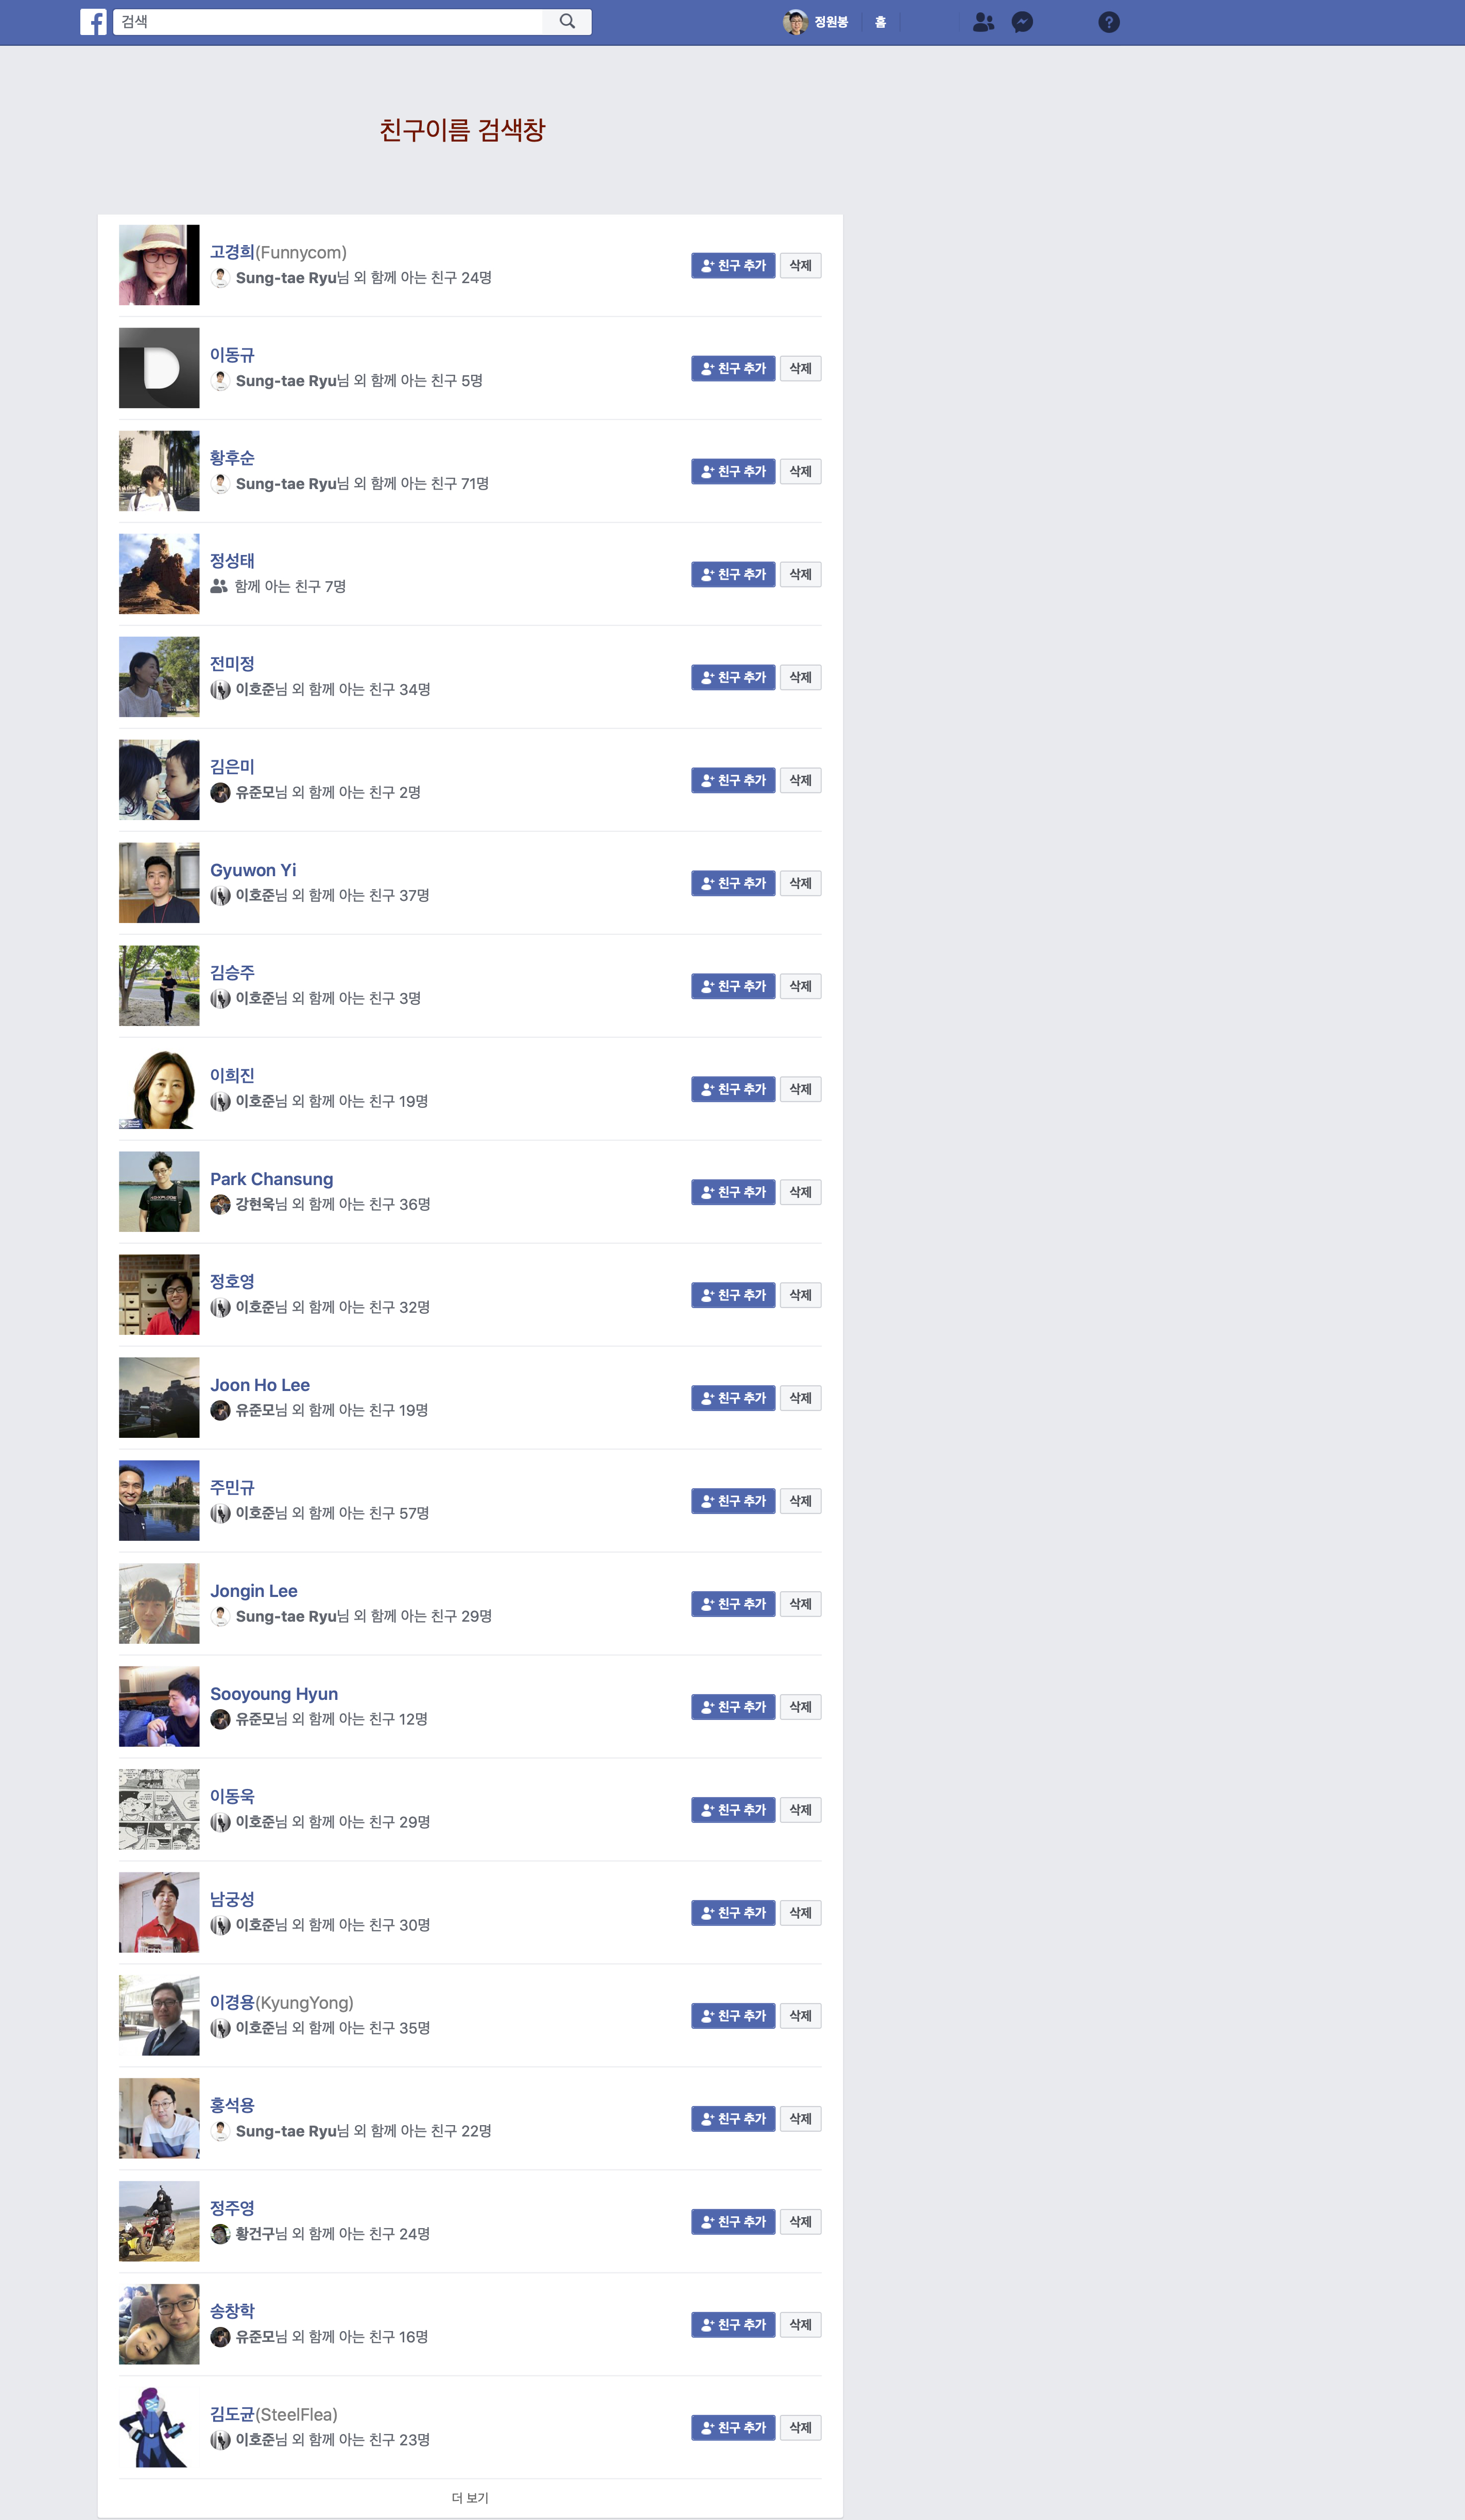 검색
정원봉 홈
친구이름 검색창
고경희(Funnycom)
Sung-tae Ryu님 외 함께 아는 친구 24명
친구 추가 삭제
이동규
Sung-tae Ryu님 외 함께 아는 친구 5명
친구 추가 삭제
황후순
Sung-tae Ryu님 외 함께 아는 친구 71명
친구 추가 삭제
정성태
함께 아는 친구 7명
친구 추가 삭제
전미정
이호준님 외 함께 아는 친구 34명
친구 추가 삭제
김은미
유준모님 외 함께 아는 친구 2명
친구 추가 삭제
Gyuwon Yi
이호준님 외 함께 아는 친구 37명
친구 추가 삭제
김승주
이호준님 외 함께 아는 친구 3명
친구 추가 삭제
이희진
이호준님 외 함께 아는 친구 19명
친구 추가 삭제
Park Chansung
강현욱님 외 함께 아는 친구 36명
친구 추가 삭제
정호영
이호준님 외 함께 아는 친구 32명
친구 추가 삭제
Joon Ho Lee
유준모님 외 함께 아는 친구 19명
친구 추가 삭제
주민규
이호준님 외 함께 아는 친구 57명
친구 추가 삭제
Jongin Lee
Sung-tae Ryu님 외 함께 아는 친구 29명
친구 추가 삭제
Sooyoung Hyun
유준모님 외 함께 아는 친구 12명
친구 추가 삭제
이동욱
이호준님 외 함께 아는 친구 29명
친구 추가 삭제
남궁성
이호준님 외 함께 아는 친구 30명
친구 추가 삭제
이경용(KyungYong)
이호준님 외 함께 아는 친구 35명
친구 추가 삭제
홍석용
Sung-tae Ryu님 외 함께 아는 친구 22명
친구 추가 삭제
정주영
황건구님 외 함께 아는 친구 24명
친구 추가 삭제
송창학
유준모님 외 함께 아는 친구 16명
친구 추가 삭제
김도균(SteelFlea)
이호준님 외 함께 아는 친구 23명
친구 추가 삭제
더 보기